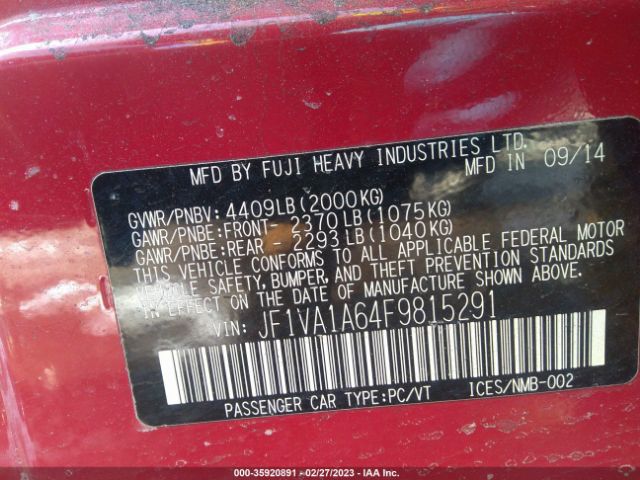 MFD BY FUJI HEAVY INDUSTRIES LTD.
MFD IN 09/14
GVWR/PNBV: 4409LB(2000KG)
GAWR/PNBE:FRONT- 2370LB(1075KG)
GAWR/PNBE:REAR - 2293LB(1040KG)
THIS VEHICLE CONFORMS TO ALL APPLICABLE FEDERAL MOTOR
VEHICLE SAFETY, BUMPER, AND THEFT PREVENTION STANDARDS
IN EFFECT ON THE DATE OF MANUFACTURE SHOWN ABOVE.
VIN: JF1VA1A64F9815291
PASSENGER CAR TYPE:PC/VT ICES/NMB-002
000-35920891 - 02/27/2023 - IAA Inc.